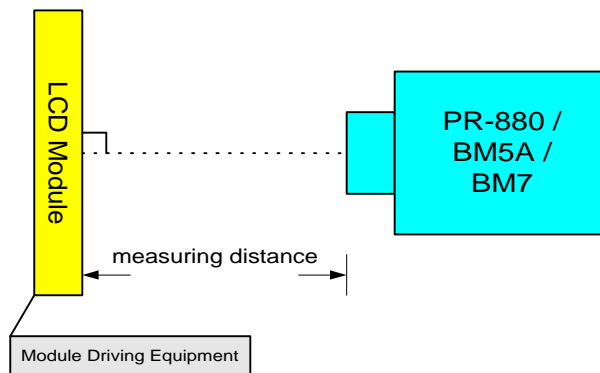 LCD Module
PR-880 /
BM5A /
BM7
measuring distance
Module Driving Equipment